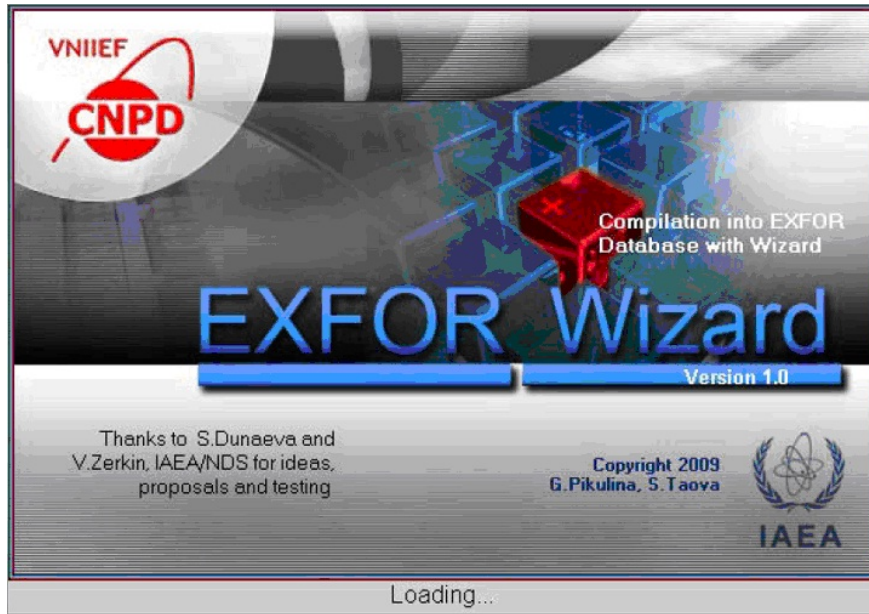 VNIIEF
CNPD
Compilation into EXFOR
Database with Wizard
EXFOR Wizard
Version 1.0
Thanks to S.Dunaeva and
V.Zerkin, IAEA/NDS for ideas,
proposals and testing
Copyright 2009
G.Pikulina, S.Taova
IAEA
Loading...